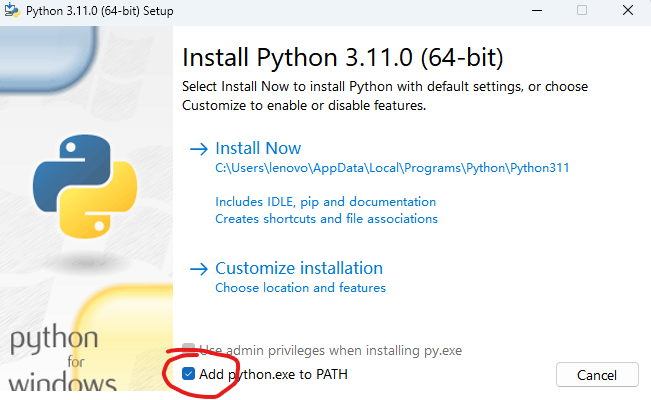 Python 3.11.0 (64-bit) Setup
Install Python 3.11.0 (64-bit)
Select Install Now to install Python with default settings, or choose
Customize to enable or disable features.
Install Now
C:\Users\lenovo\AppData\Local\Programs\Python\Python311
Includes IDLE, pip and documentation
Creates shortcuts and file associations
Customize installation
Choose location and features
Use admin privileges when installing py.exe
Add python.exe to PATH
Cancel
python
for
windows